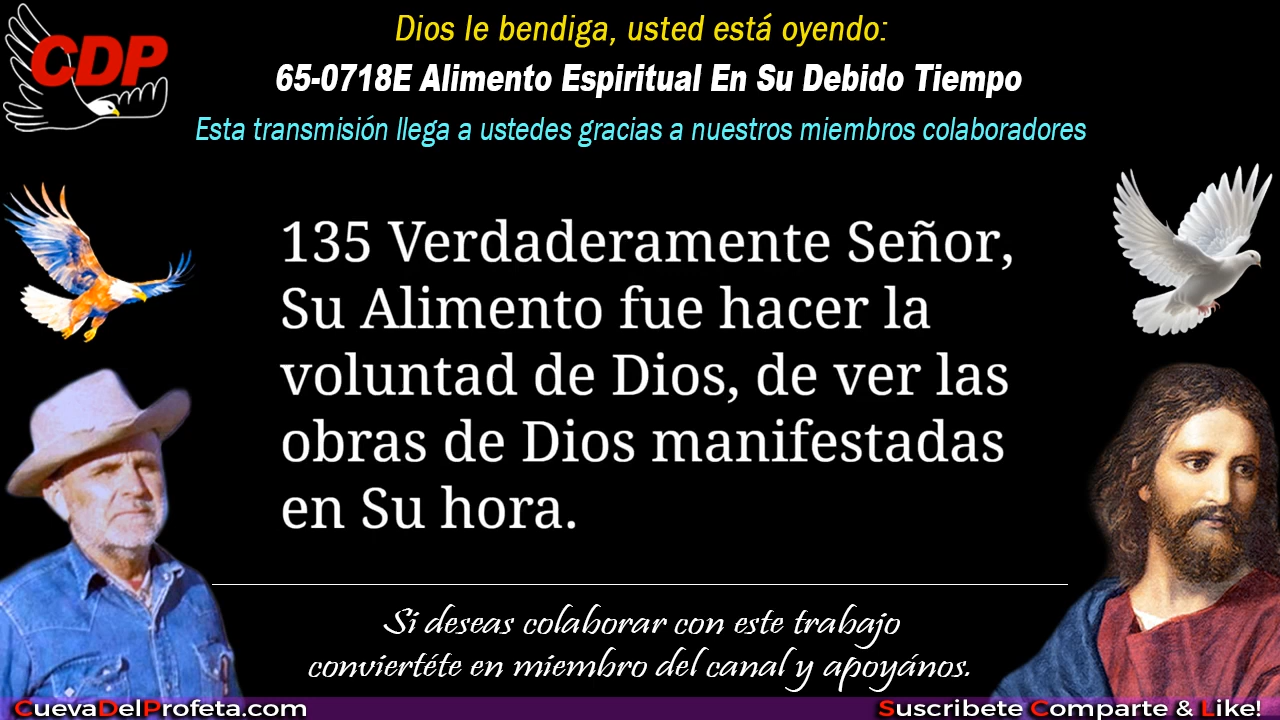 CDP
Dios le bendiga, usted está oyendo:
65-0718E Alimento Espiritual En Su Debido Tiempo
Esta transmisión llega a ustedes gracias a nuestros miembros colaboradores
135 Verdaderamente Señor,
Su Alimento fue hacer la
voluntad de Dios, de ver las
obras de Dios manifestadas
en Su hora.
Si deseas colaborar con este trabajo
conviertéte en miembro del canal y apoyános.
CuevaDelProfeta.com
Suscribete Comparte & Like!